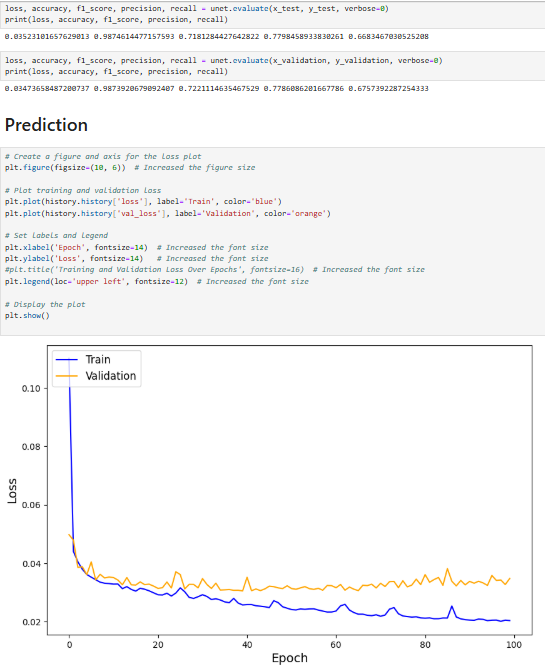 loss, accuracy, f1_score, precision, recall = unet.evaluate(x_test, y_test, verbose=0)
print(loss, accuracy, f1_score, precision, recall)
0.03523101657629013 0.9874614477157593 0.7181284427642822 0.7798458933830261 0.6683467030525208
loss, accuracy, f1_score, precision, recall = unet.evaluate(x_validation, y_validation, verbose=0)
print(loss, accuracy, f1_score, precision, recall)
0.03473658487200737 0.9873920679092407 0.7221114635467529 0.7786086201667786 0.6757392287254333
Prediction
# Create a figure and axis for the loss plot
plt.figure(figsize=(10, 6))  # Increased the figure size
# Plot training and validation loss
plt.plot(history.history['loss'], label='Train', color='blue')
plt.plot(history.history['val_loss'], label='Validation', color='orange')
# Set labels and legend
plt.xlabel('Epoch', fontsize=14)  # Increased the font size
plt.ylabel('Loss', fontsize=14)   # Increased the font size
#plt.title('Training and Validation Loss Over Epochs', fontsize=16)  # Increased the font size
plt.legend(loc='upper left', fontsize=12)  # Increased the font size
# Display the plot
plt.show()
Train
Validation
0.10
0.08
0.06
0.04
0.02
Loss
0 20 40 60 80 100
Epoch